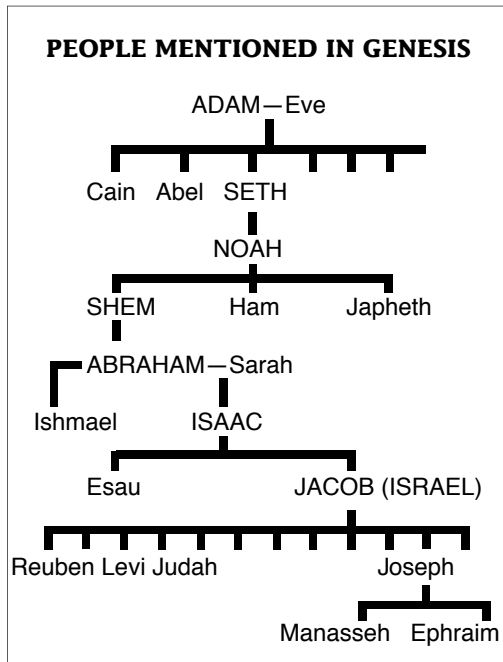 PEOPLE MENTIONED IN GENESIS
ADAM—Eve
Cain Abel SETH
NOAH
SHEM Ham Japheth
ABRAHAM—Sarah
Ishmael ISAAC
Esau JACOB (ISRAEL)
Reuben Levi Judah Joseph
Manasseh Ephraim